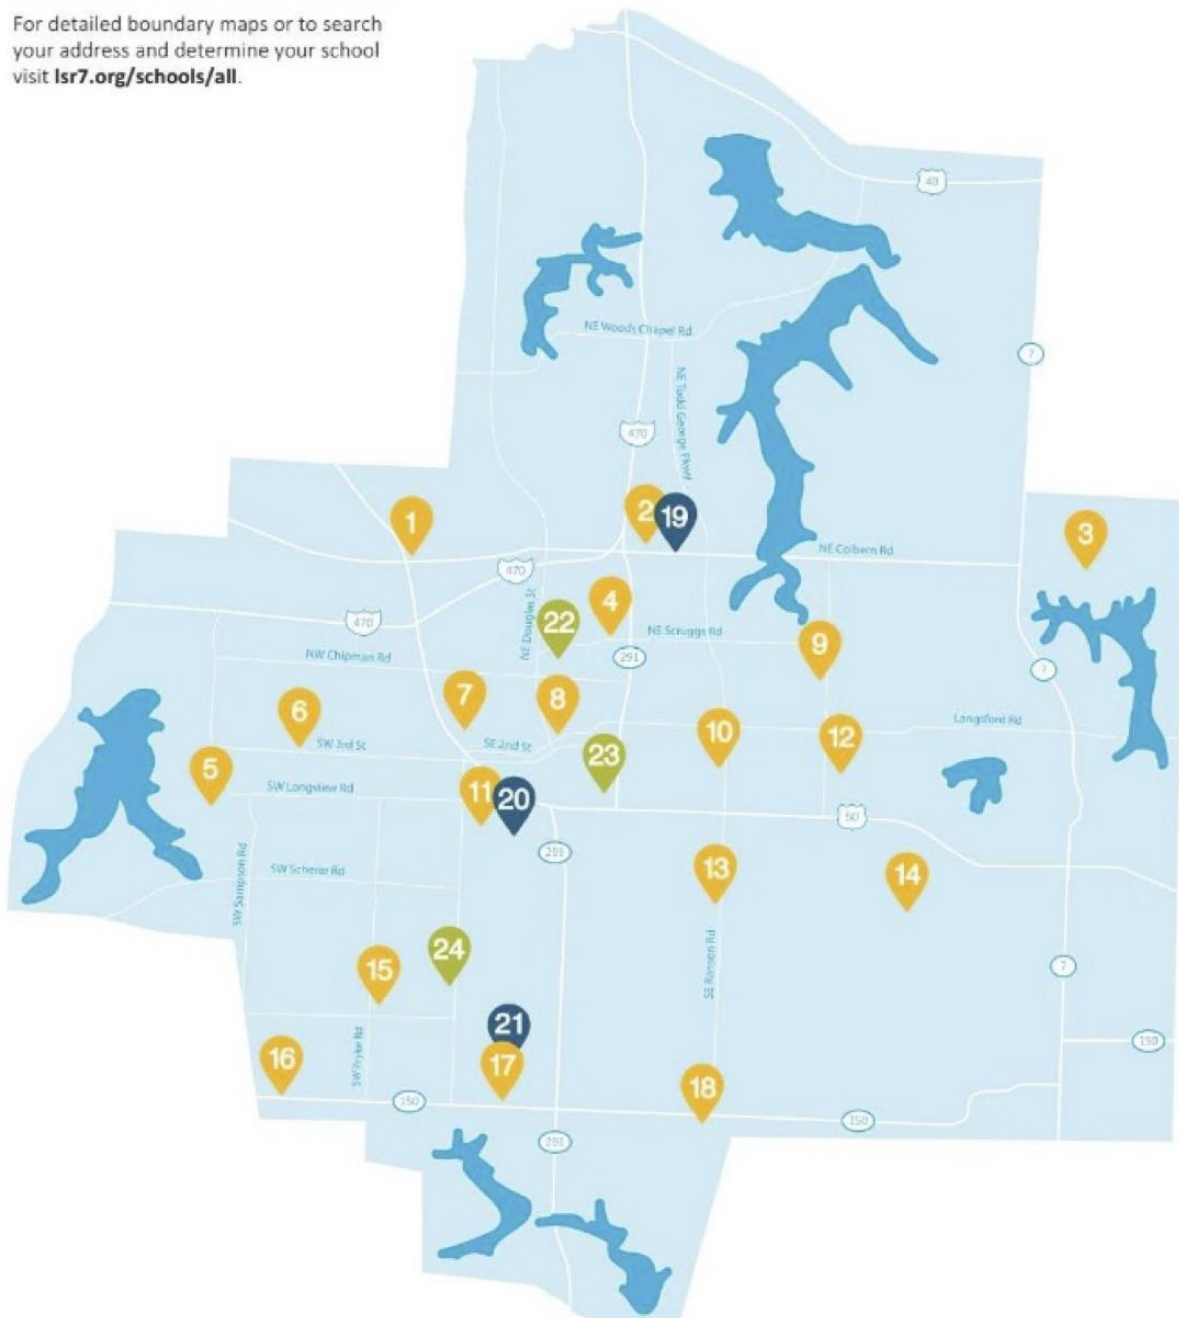 For detailed boundary maps or to search
your address and determine your school
visit lsr7.org/schools/all.
40
NE Woods Chapel Rd
7
NE Todd George Pkwy
470
1
2
19
3
NE Colbern Rd
470
NE Douglas St
4
470
22
NE Scruggs Rd
9
291
NW Chipman Rd
7
6
7
8
10
Langsford Rd
12
SW 3rd St
SE 2nd St
23
5
SW Longview Rd
11
20
50
291
13
14
SW Scherer Rd
SW Sampson Rd
24
15
SE Ranson Rd
7
21
17
16
SW Pryor Rd
18
150
150
150
291